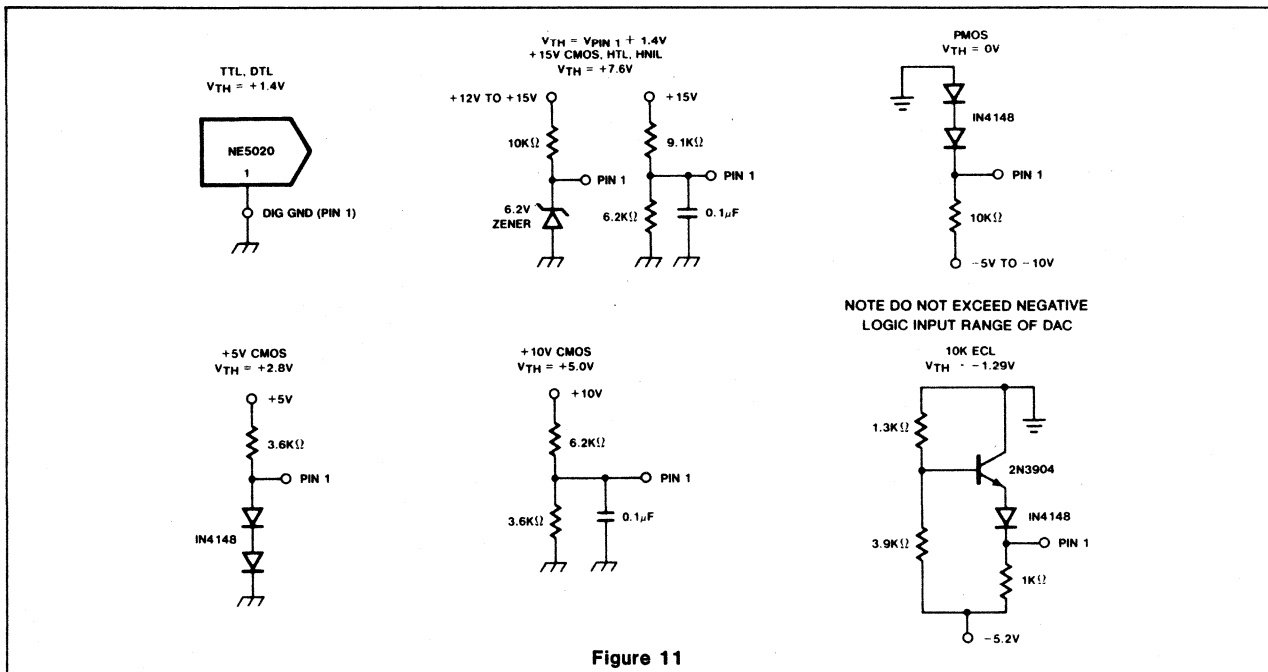 TTL, DTL
VTH = +1.4V
NE5020
1
DIG GND (PIN 1)
VTH = VPIN 1 + 1.4V
+15V CMOS, HTL, HNIL
VTH = +7.6V
+12V TO +15V
10KΩ
PIN 1
6.2V
ZENER
+15V
9.1KΩ
PIN 1
6.2KΩ
0.1µF
PMOS
VTH = 0V
IN4148
PIN 1
10KΩ
-5V TO -10V
NOTE DO NOT EXCEED NEGATIVE
LOGIC INPUT RANGE OF DAC
+5V CMOS
VTH = +2.8V
+5V
3.6KΩ
PIN 1
IN4148
+10V CMOS
VTH = +5.0V
+10V
6.2KΩ
PIN 1
3.6KΩ
0.1µF
10K ECL
VTH · -1.29V
1.3KΩ
2N3904
IN4148
3.9KΩ
PIN 1
1KΩ
-5.2V
Figure 11